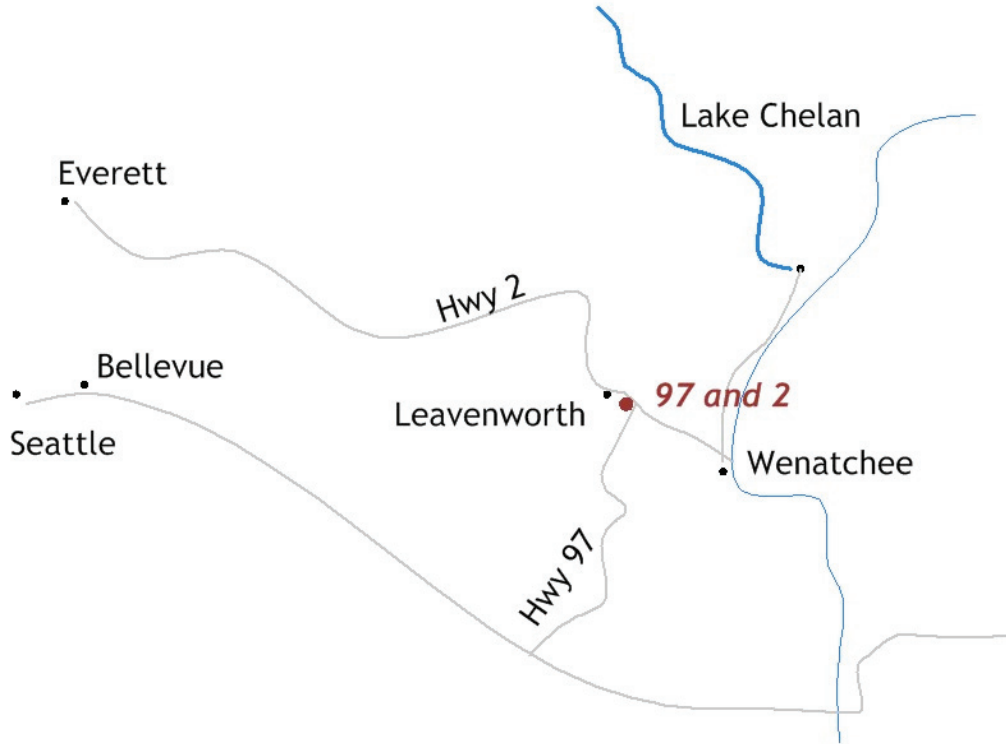 Lake Chelan
Everett
Hwy 2
Bellevue
97 and 2
Leavenworth
Seattle
Wenatchee
Hwy 97